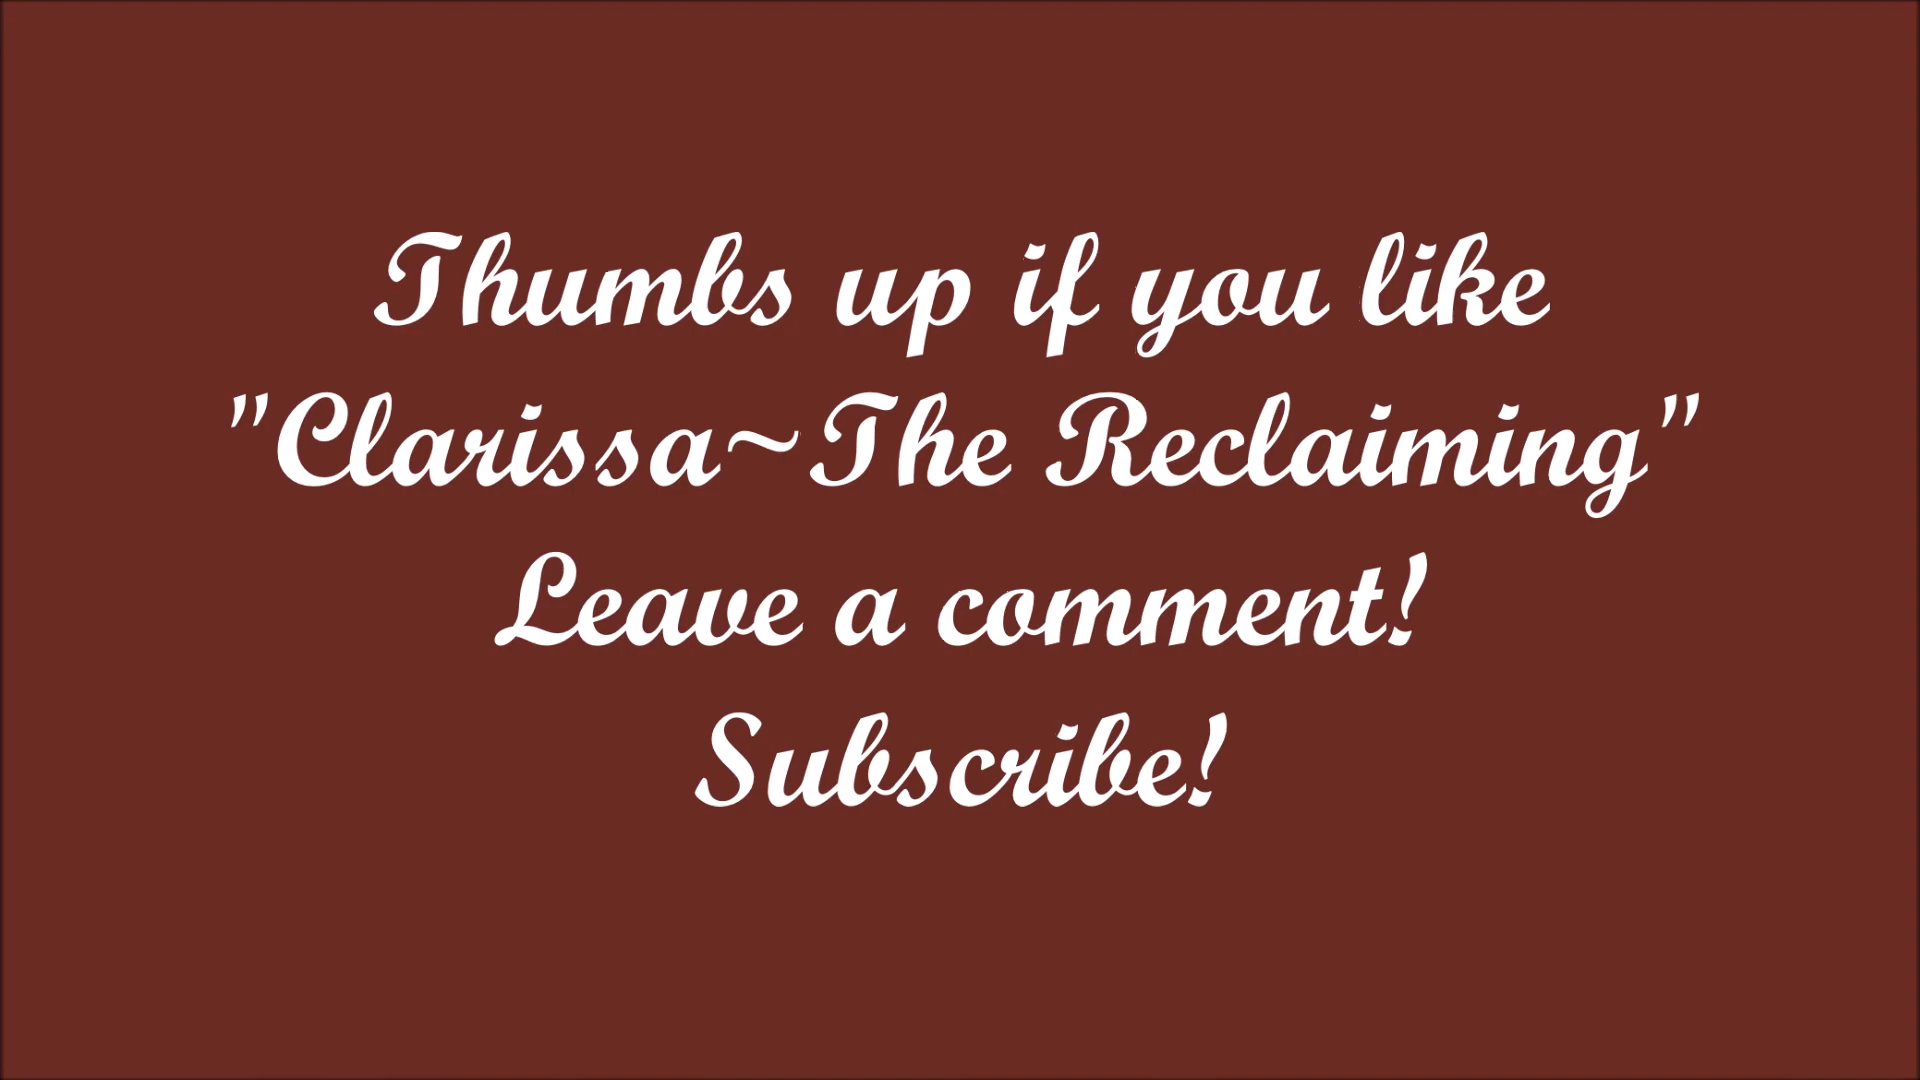 Thumbs up if you like
"Clarissa~The Reclaiming"
Leave a comment!
Subscribe!